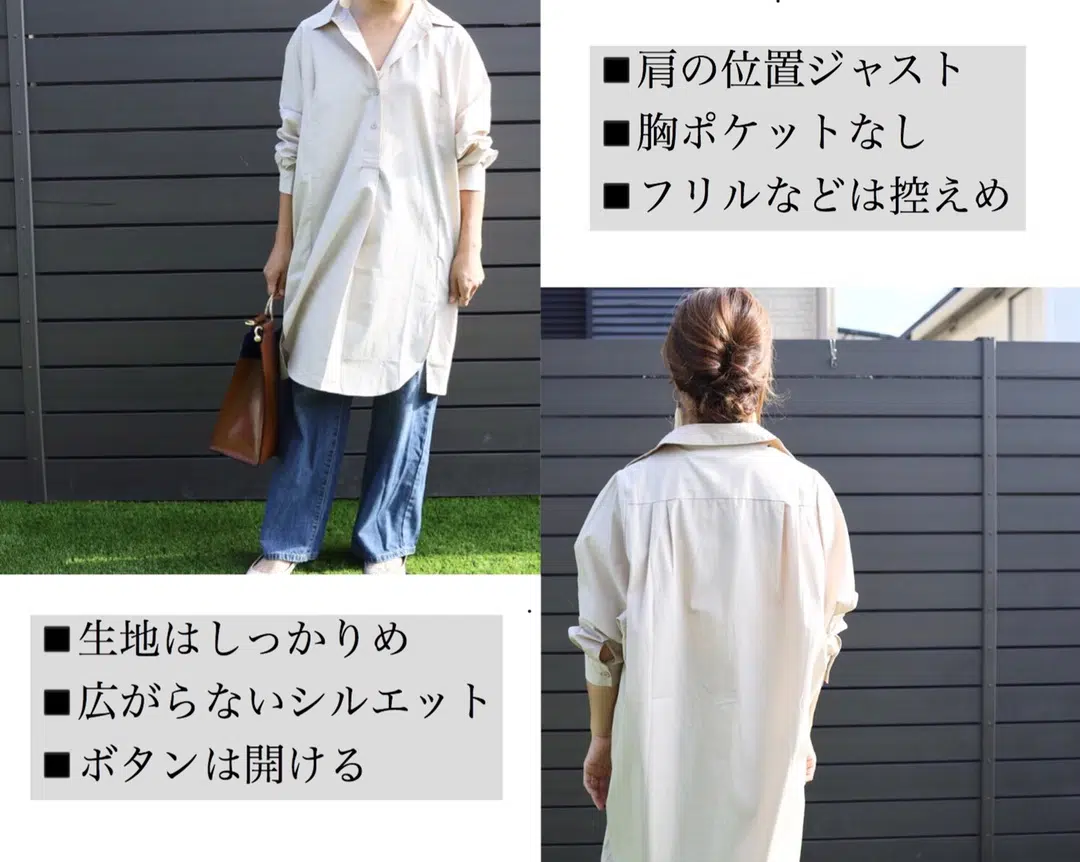 ■肩の位置ジャスト
■胸ポケットなし
■フリルなどは控えめ
■生地はしっかりめ
■広がらないシルエット
■ボタンは開ける